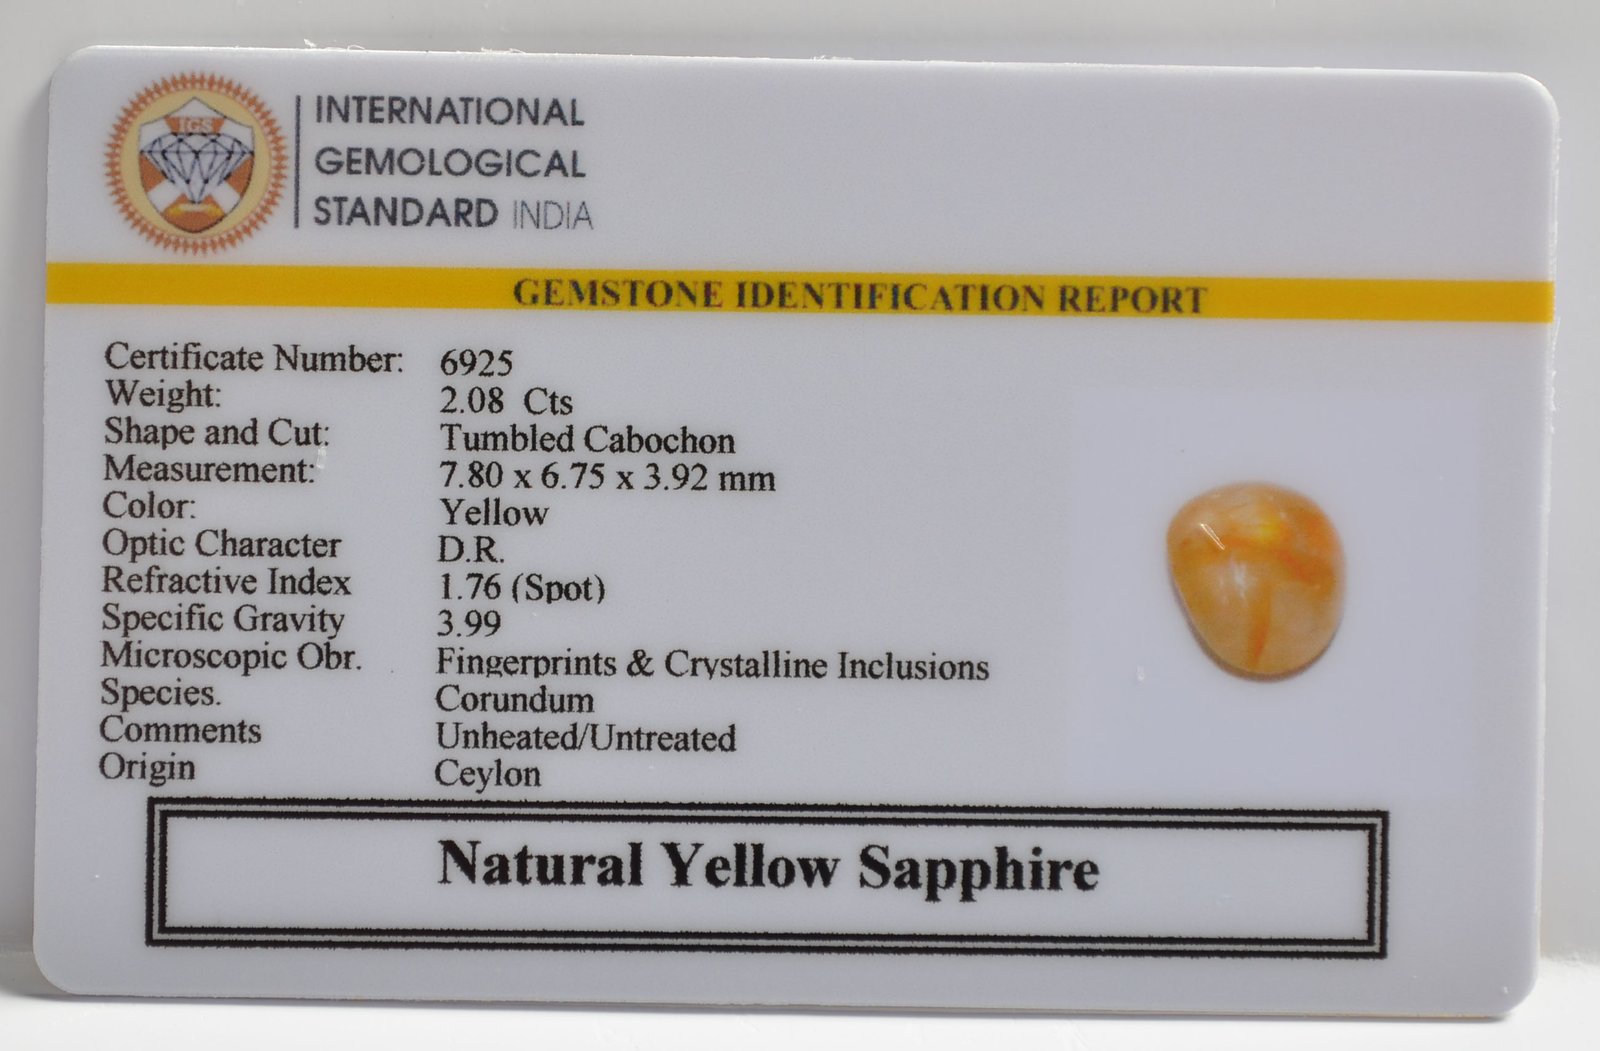 IGS
INTERNATIONAL
GEMOLOGICAL
STANDARD INDIA
GEMSTONE IDENTIFICATION REPORT
Certificate Number: 6925
Weight: 2.08 Cts
Shape and Cut: Tumbled Cabochon
Measurement: 7.80 x 6.75 x 3.92 mm
Color: Yellow
Optic Character D.R.
Refractive Index 1.76 (Spot)
Specific Gravity 3.99
Microscopic Obr. Fingerprints & Crystalline Inclusions
Species. Corundum
Comments Unheated/Untreated
Origin Ceylon
Natural Yellow Sapphire